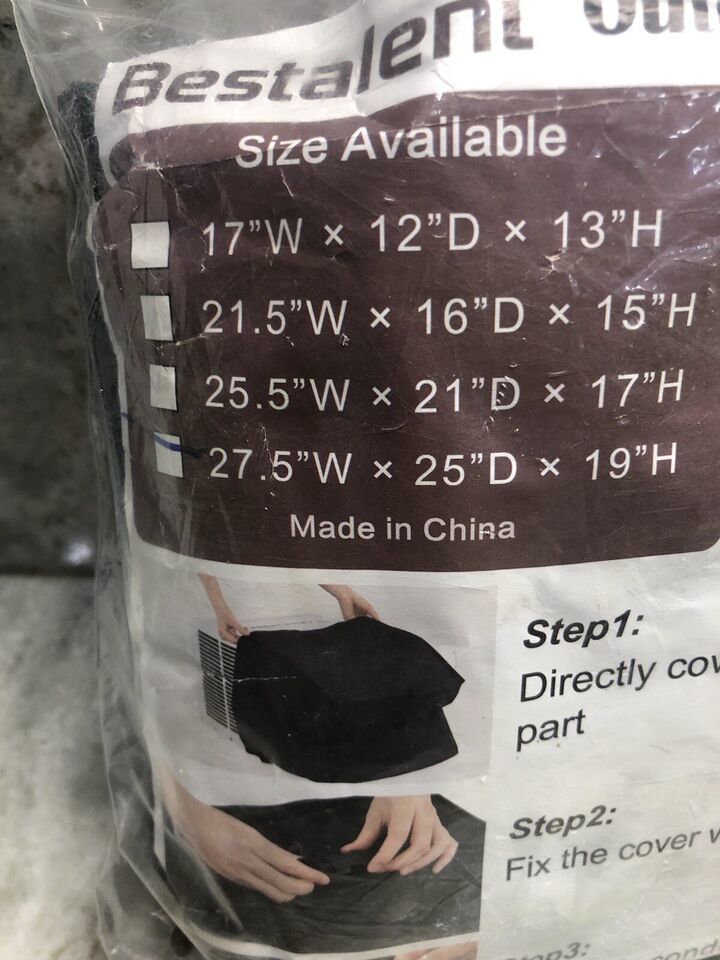 Bestalent
Size Available
17”W × 12”D × 13”H
21.5”W × 16”D × 15”H
25.5”W × 21”D × 17”H
27.5”W × 25”D × 19”H
Made in China
Step1:
Directly cov
part
Step2:
Fix the cover w